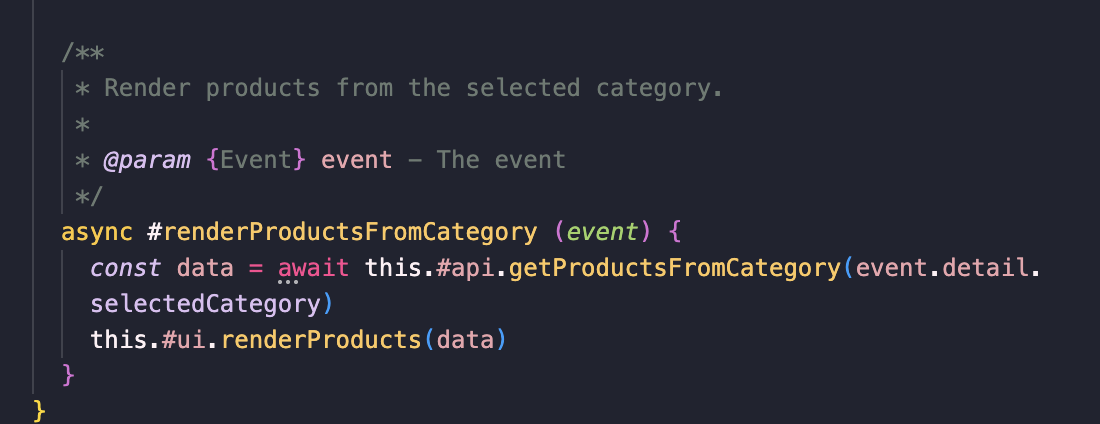 /**
* Render products from the selected category.
*
* @param {Event} event - The event
*/
async #renderProductsFromCategory (event) {
const data = await this.#api.getProductsFromCategory(event.detail.
selectedCategory)
this.#ui.renderProducts(data)
}
}